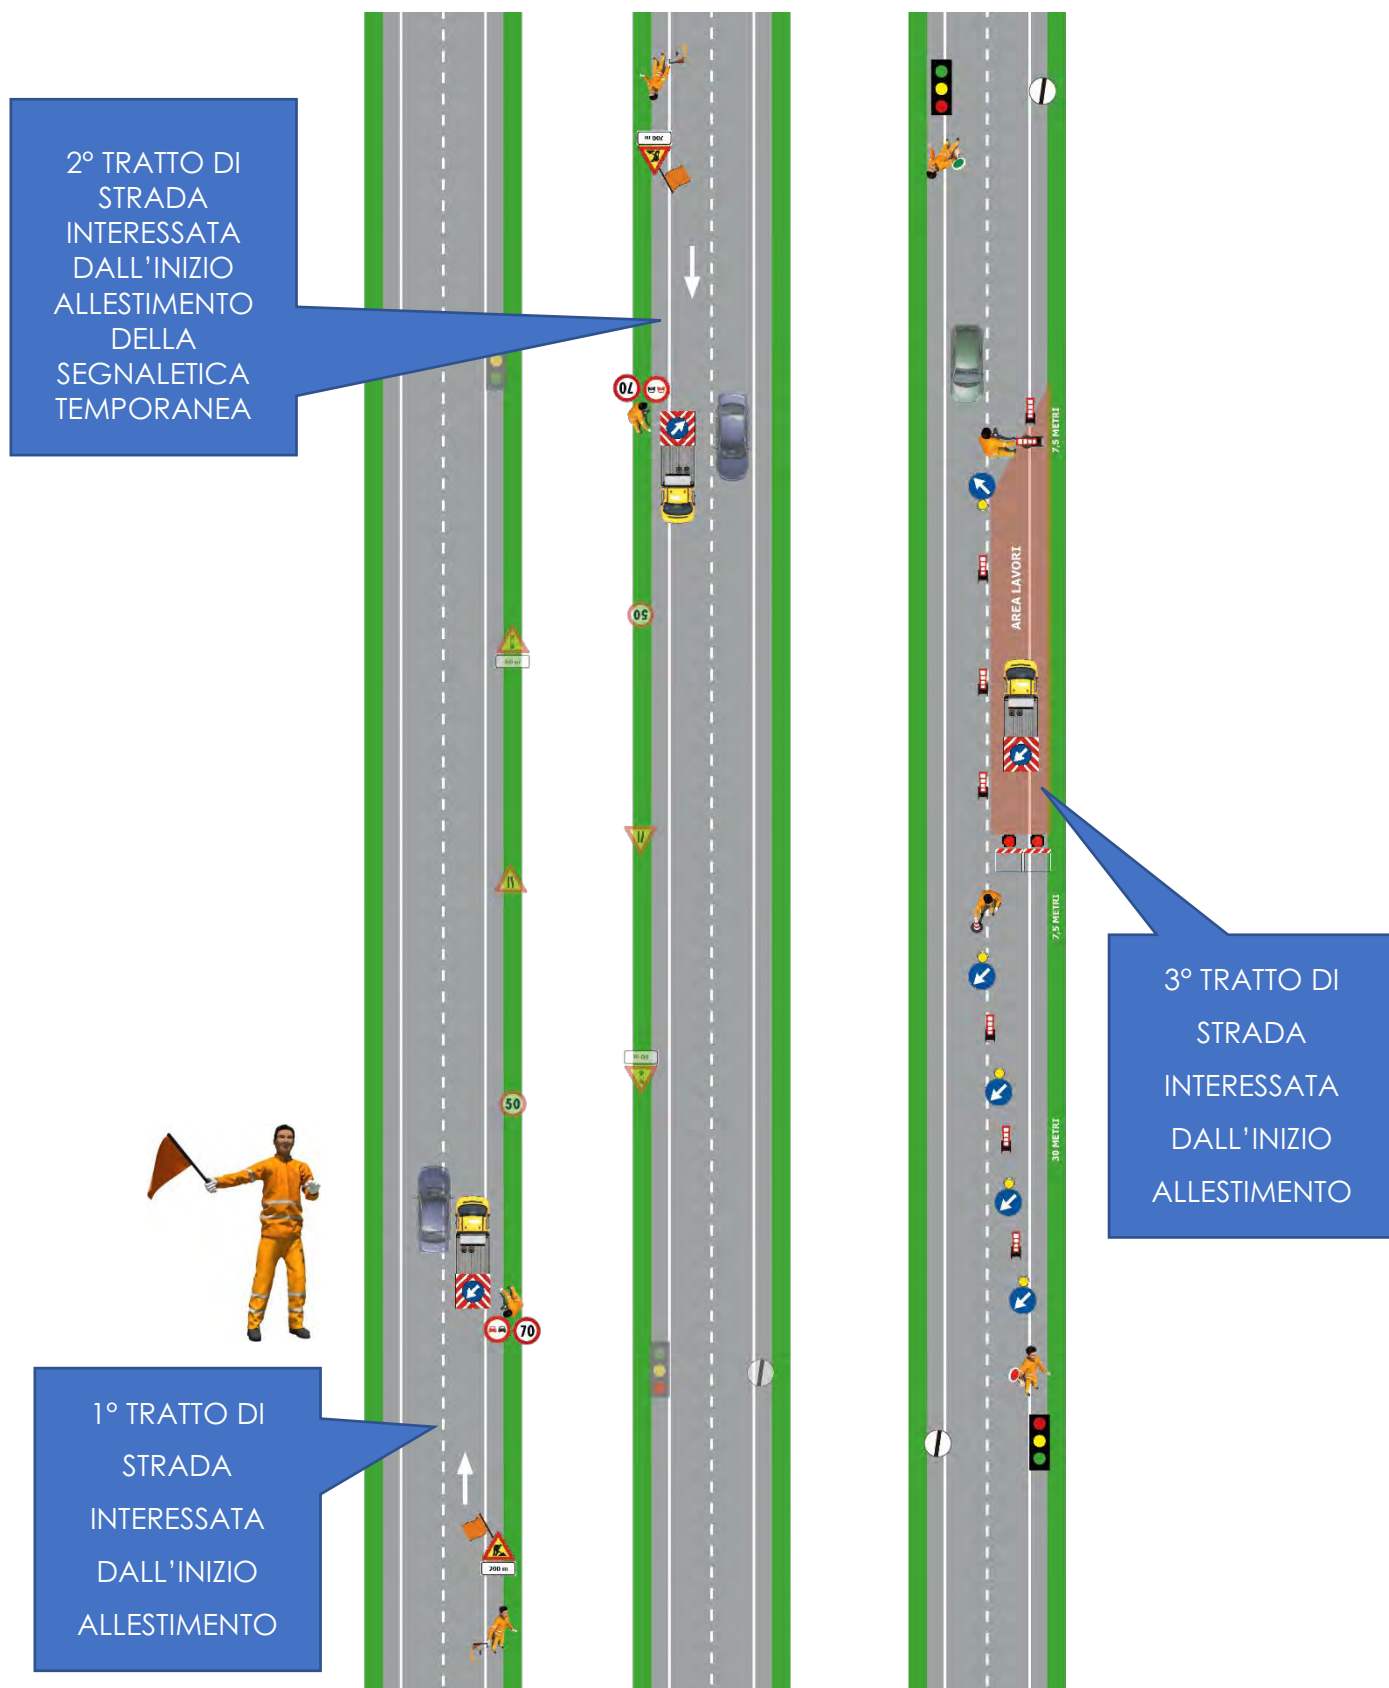 2° TRATTO DI
STRADA
INTERESSATA
DALL'INIZIO
ALLESTIMENTO
DELLA
SEGNALETICA
TEMPORANEA
1° TRATTO DI
STRADA
INTERESSATA
DALL'INIZIO
ALLESTIMENTO
50
70
200 m
200 m
70
50
7,5 METRI
AREA LAVORI
7,5 METRI
30 METRI
3° TRATTO DI
STRADA
INTERESSATA
DALL'INIZIO
ALLESTIMENTO